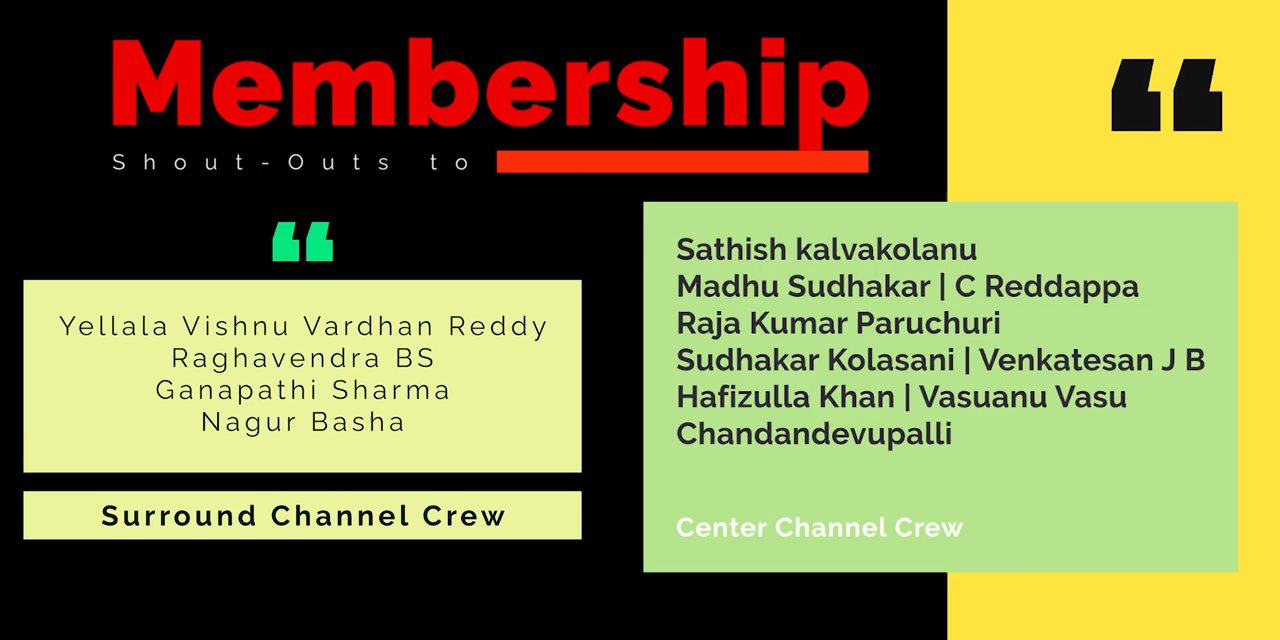 Membership
Shout-Outs to
Yellala Vishnu Vardhan Reddy
Raghavendra BS
Ganapathi Sharma
Nagur Basha
Surround Channel Crew
Sathish kalvakolanu
Madhu Sudhakar | C Reddappa
Raja Kumar Paruchuri
Sudhakar Kolasani | Venkatesan J B
Hafizulla Khan | Vasuanu Vasu
Chandandevupalli
Center Channel Crew